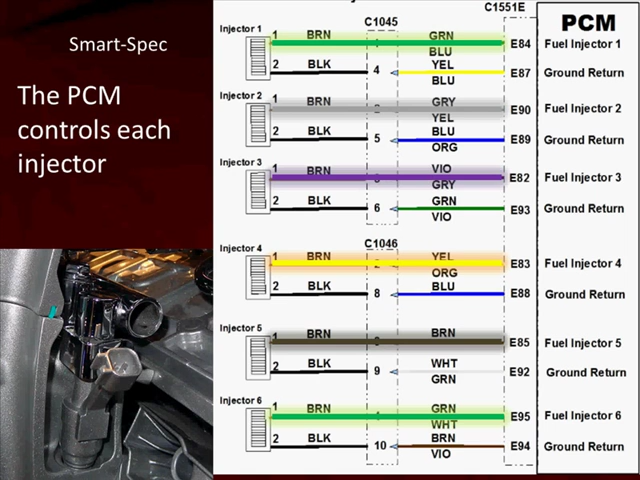 Smart-Spec
The PCM
controls each
injector
C1045
C1551E
PCM
Injector 1
1 BRN GRN E84 Fuel Injector 1
BLU
2 BLK 4 YEL E87 Ground Return
BLU
Injector 2
1 BRN GRY E90 Fuel Injector 2
YEL
2 BLK 5 BLU E89 Ground Return
ORG
Injector 3
1 BRN VIO E82 Fuel Injector 3
GRY
2 BLK 6 GRN E93 Ground Return
VIO
C1046
Injector 4
1 BRN YEL E83 Fuel Injector 4
ORG
2 BLK 8 BLU E88 Ground Return
Injector 5
1 BRN BRN E85 Fuel Injector 5
2 BLK 9 WHT E92 Ground Return
GRN
Injector 6
1 BRN GRN E95 Fuel Injector 6
WHT
2 BLK 10 BRN E94 Ground Return
VIO